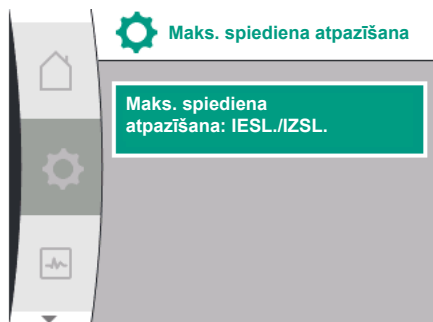 Maks. spiediena atpazīšana
Maks. spiediena
atpazīšana: IESL./IZSL.